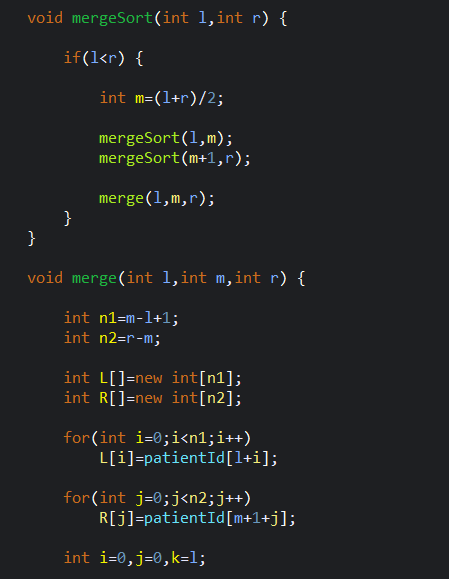 void mergeSort(int l,int r) {
if(l<r) {
int m=(l+r)/2;
mergeSort(l,m);
mergeSort(m+1,r);
merge(l,m,r);
}
}
void merge(int l,int m,int r) {
int n1=m-l+1;
int n2=r-m;
int L[]=new int[n1];
int R[]=new int[n2];
for(int i=0;i<n1;i++)
L[i]=patientId[l+i];
for(int j=0;j<n2;j++)
R[j]=patientId[m+1+j];
int i=0,j=0,k=l;